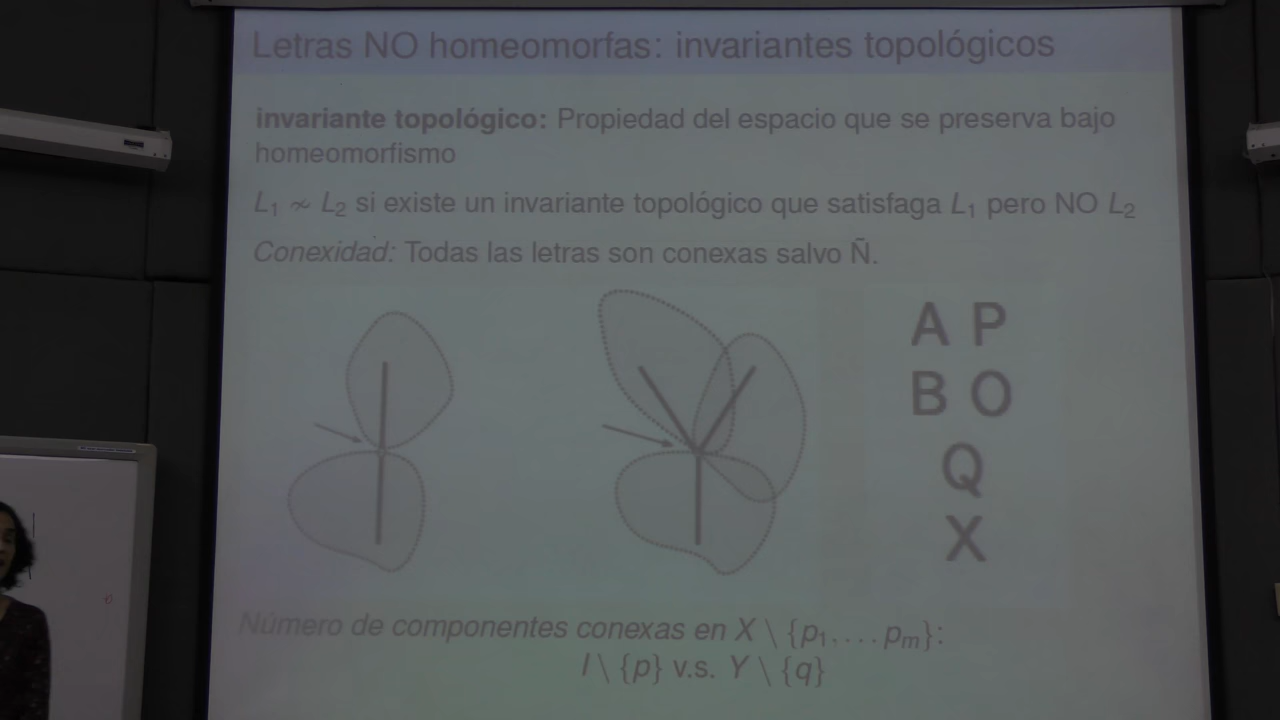 Letras NO homeomorfas: invariantes topológicos
invariante topológico: Propiedad del espacio que se preserva bajo
homeomorfismo
L₁ ≁ L₂ si existe un invariante topológico que satisfaga L₁ pero NO L₂
Conexidad: Todas las letras son conexas salvo Ñ.
A P
B O
Q
X
Número de componentes conexas en X \ {p₁, . . . . pₘ}:
I \ {p} v.s. Y \ {q}